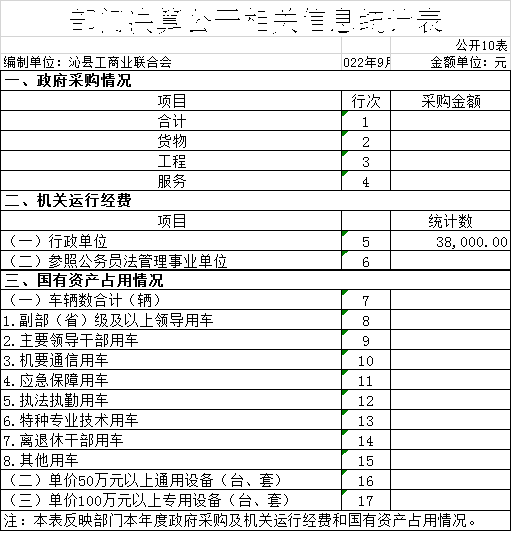 部门决算公开相关信息统计表
公开10表
编制单位：沁县工商业联合会 022年9月 金额单位：元
一、政府采购情况
项目 行次 采购金额
合计 1
货物 2
工程 3
服务 4
二、机关运行经费
项目 统计数
（一）行政单位 5 38,000.00
（二）参照公务员法管理事业单位 6
三、国有资产占用情况
（一）车辆数合计（辆） 7
1.副部（省）级及以上领导用车 8
2.主要领导干部用车 9
3.机要通信用车 10
4.应急保障用车 11
5.执法执勤用车 12
6.特种专业技术用车 13
7.离退休干部用车 14
8.其他用车 15
（二）单价50万元以上通用设备（台、套） 16
（三）单价100万元以上专用设备（台、套） 17
注：本表反映部门本年度政府采购及机关运行经费和国有资产占用情况。